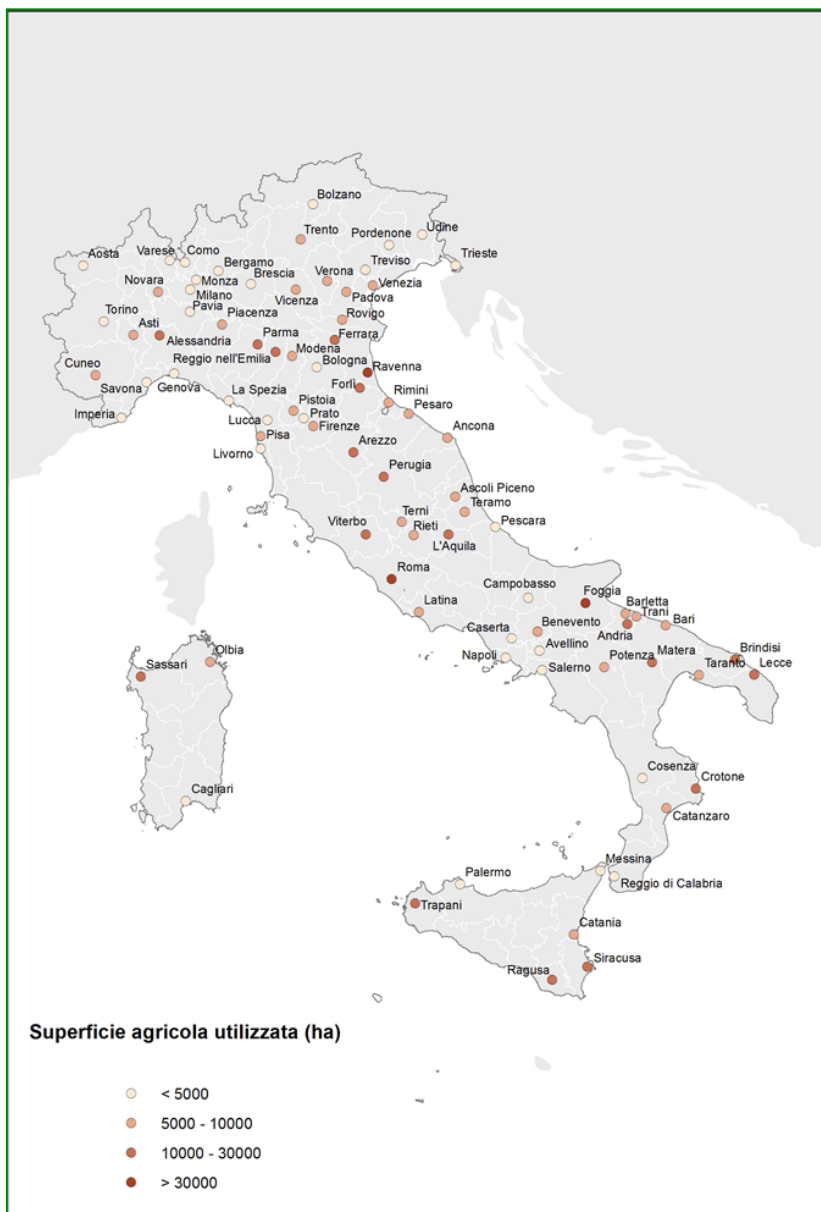 Bolzano
Udine
Trento
Pordenone
Aosta
Varese
Como
Treviso
Trieste
Bergamo
Verona
Novara
Monza
Brescia
Venezia
Milano
Vicenza
Padova
Pavia
Torino
Piacenza
Rovigo
Asti
Alessandria
Parma
Ferrara
Cuneo
Reggio nell'Emilia
Modena
Bologna
Ravenna
Savona
Genova
La Spezia
Forlì
Rimini
Imperia
Pistoia
Pesaro
Lucca
Prato
Firenze
Pisa
Arezzo
Ancona
Livorno
Perugia
Ascoli Piceno
Teramo
Terni
Viterbo
Rieti
Pescara
L'Aquila
Roma
Campobasso
Foggia
Latina
Barletta
Trani
Caserta
Benevento
Bari
Andria
Avellino
Napoli
Potenza
Matera
Brindisi
Salerno
Taranto
Lecce
Olbia
Sassari
Cosenza
Crotone
Cagliari
Catanzaro
Messina
Palermo
Reggio di Calabria
Trapani
Catania
Siracusa
Ragusa
Superficie agricola utilizzata (ha)
< 5000
5000 - 10000
10000 - 30000
> 30000